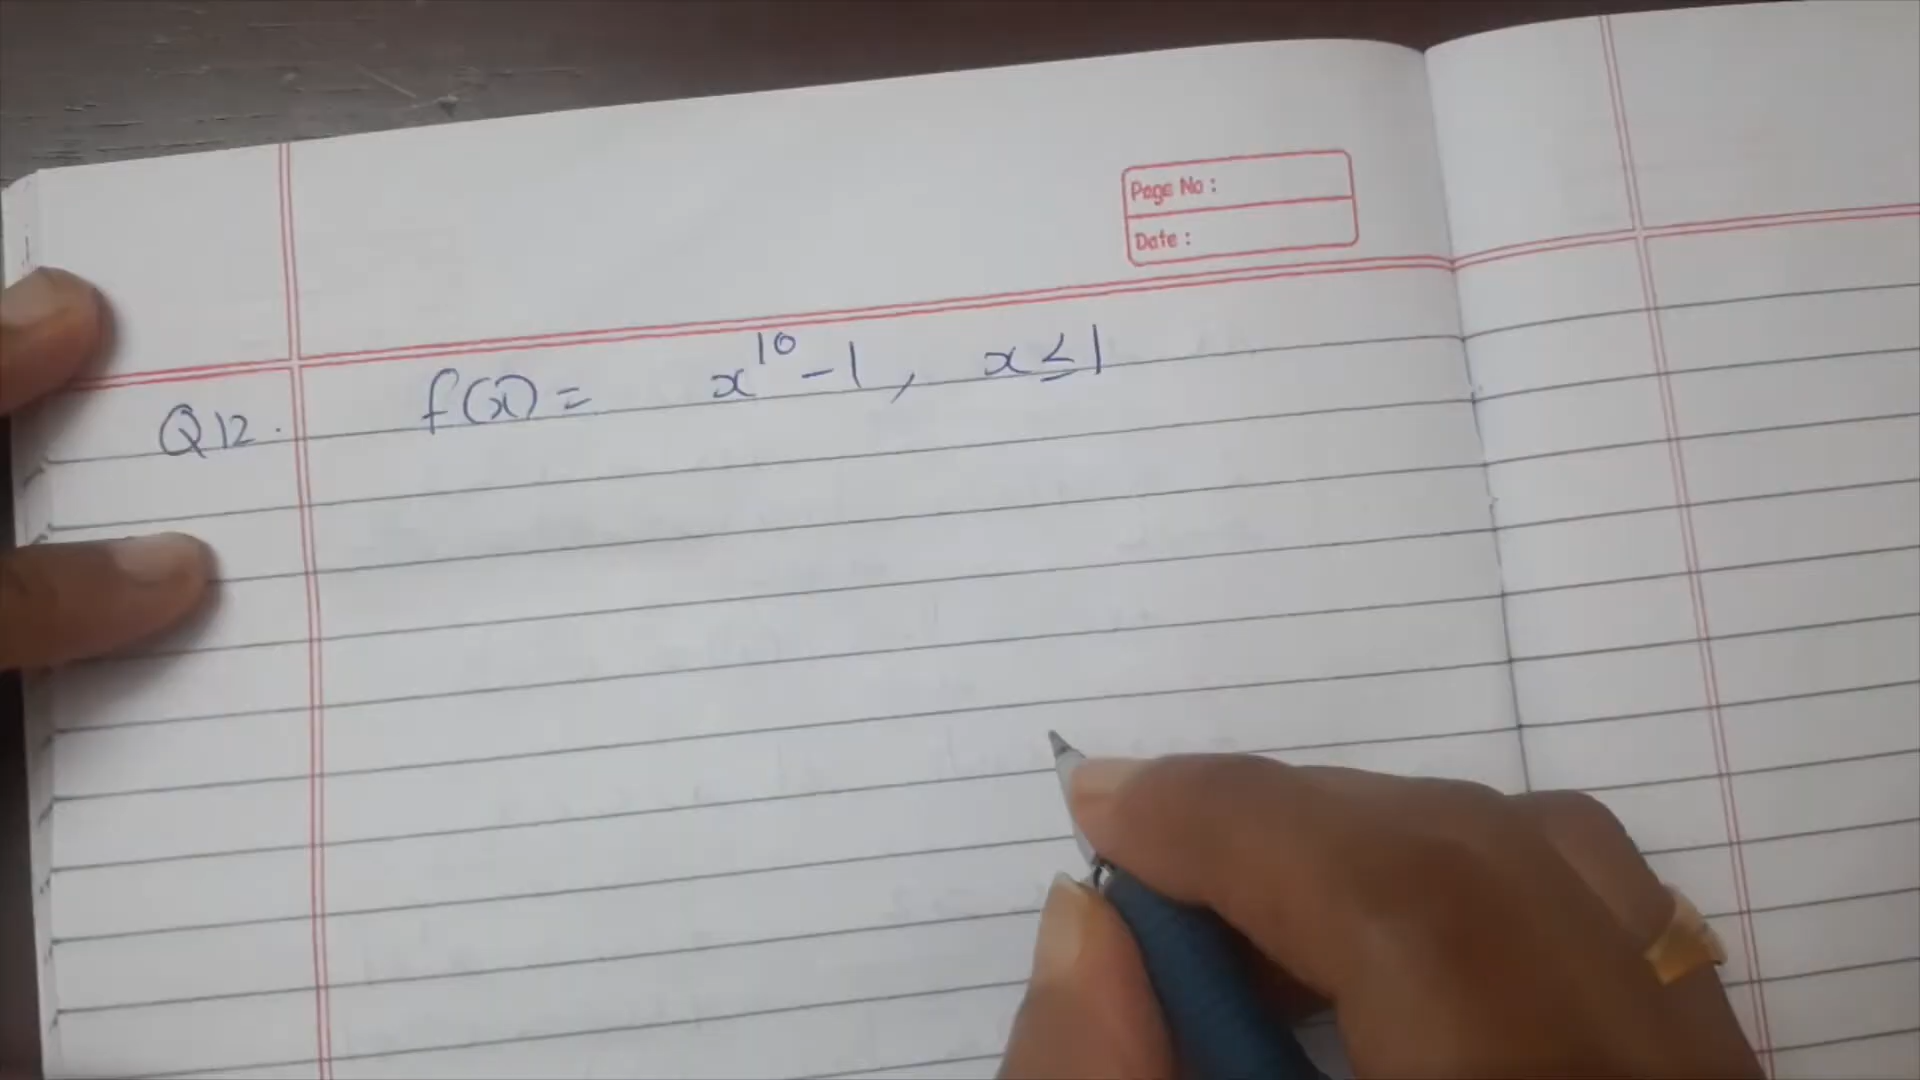 Page No :
Date :
Q12. f(x) = x¹⁰ - 1, x ≤ 1